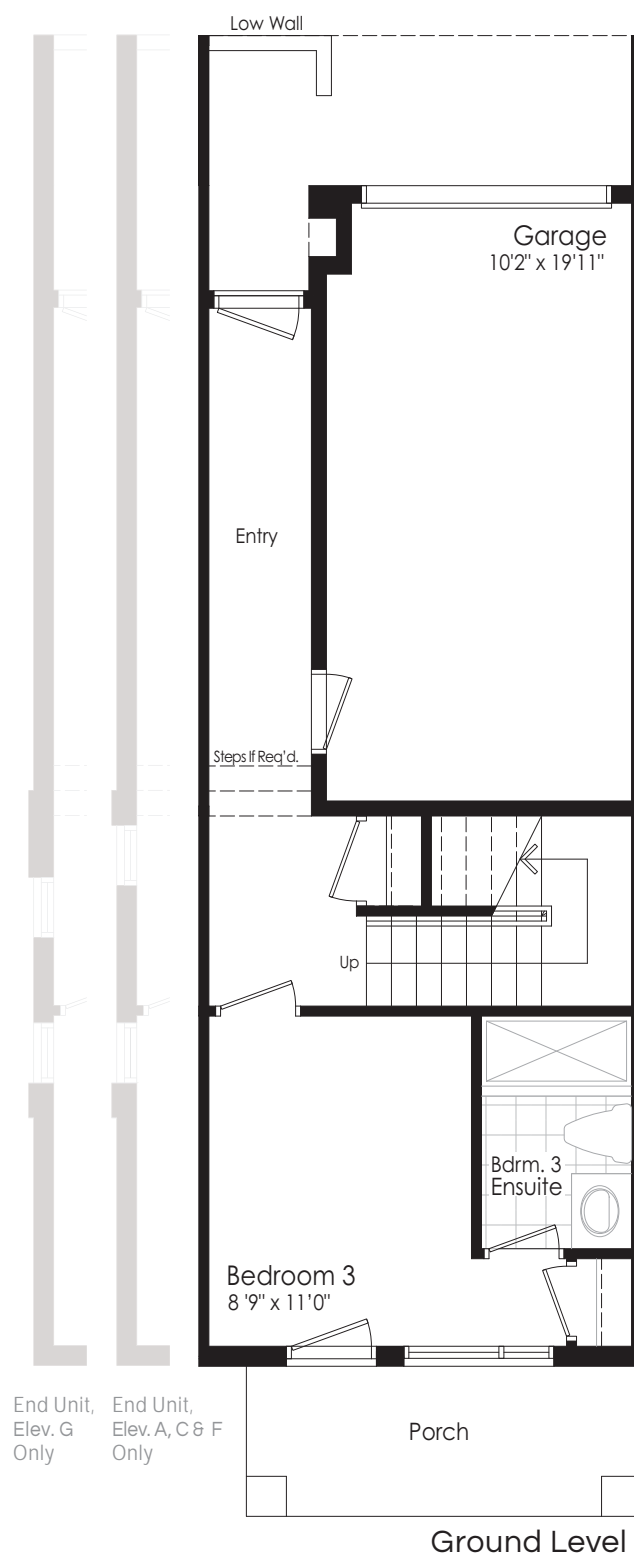 Low Wall
Garage
10'2" x 19'11"
Entry
Steps If Req'd.
Up
Bdrm. 3
Ensuite
Bedroom 3
8 '9" x 11'0"
End Unit,
Elev. G
Only
End Unit,
Elev. A, C & F
Only
Porch
Ground Level